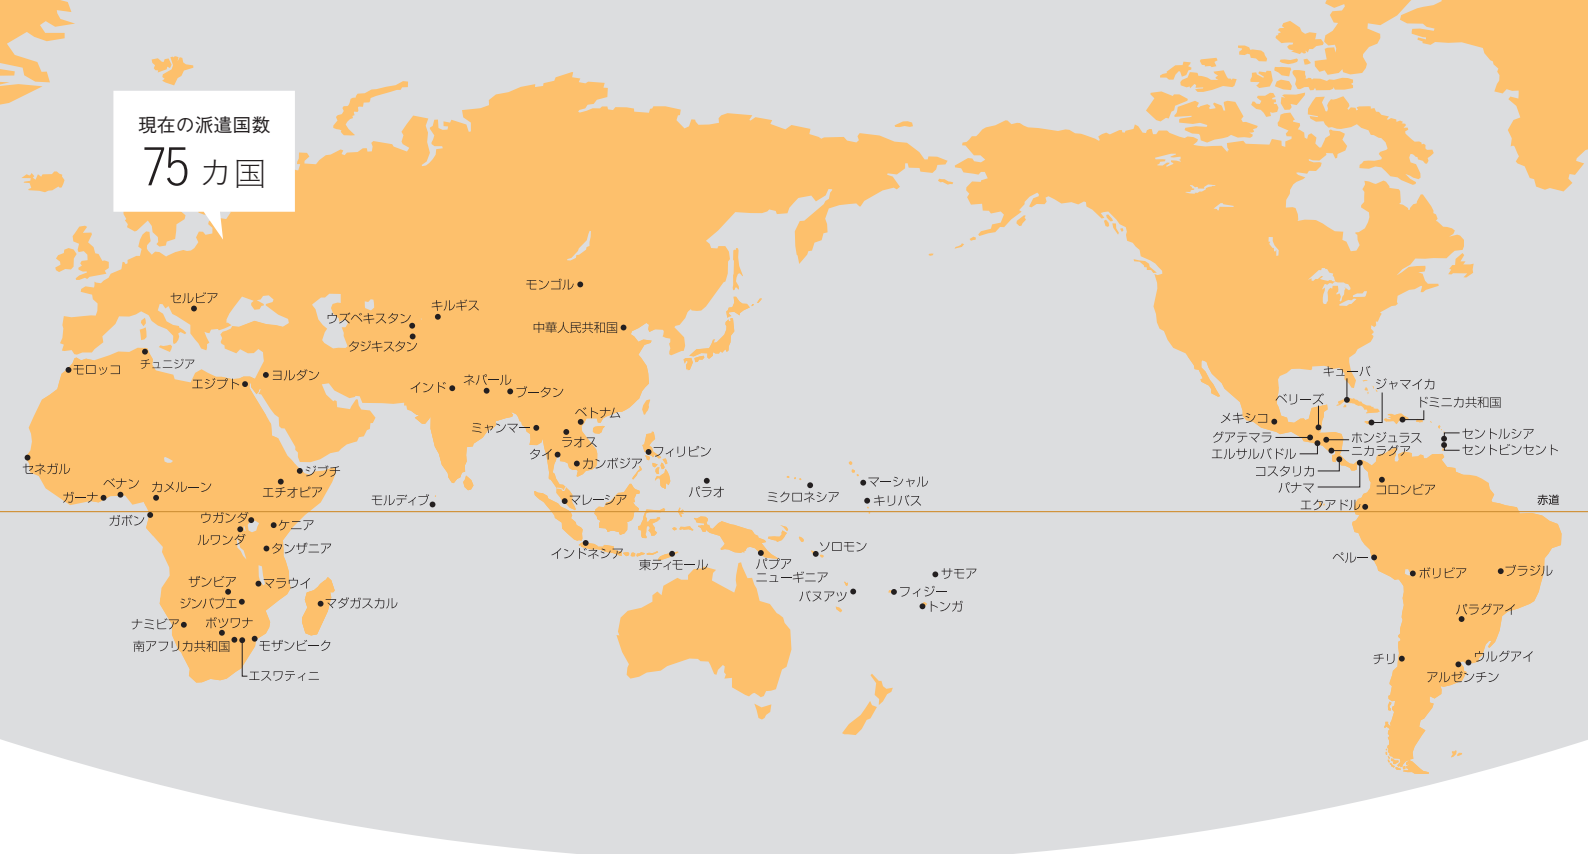 現在の派遣国数
75 カ国
セルビア
モロッコ
チュニジア
エジプト
ヨルダン
セネガル
ガーナ
ベナン
カメルーン
ガボン
ジブチ
エチオピア
ウガンダ
ルワンダ
ケニア
タンザニア
ザンビア
マラウイ
ジンバブエ
マダガスカル
ナミビア
ボツワナ
南アフリカ共和国
モザンビーク
エスワティニ
ウズベキスタン
キルギス
タジキスタン
モンゴル
中華人民共和国
インド
ネパール
ブータン
ミャンマー
ベトナム
ラオス
タイ
カンボジア
フィリピン
モルディブ
マレーシア
インドネシア
東ティモール
パラオ
ミクロネシア
マーシャル
キリバス
パプア
ニューギニア
ソロモン
バヌアツ
サモア
フィジー
トンガ
キューバ
ジャマイカ
ドミニカ共和国
ベリーズ
メキシコ
グアテマラ
エルサルバドル
ホンジュラス
ニカラグア
コスタリカ
パナマ
セントルシア
セントビンセント
コロンビア
エクアドル
赤道
ペルー
ボリビア
ブラジル
パラグアイ
チリ
ウルグアイ
アルゼンチン